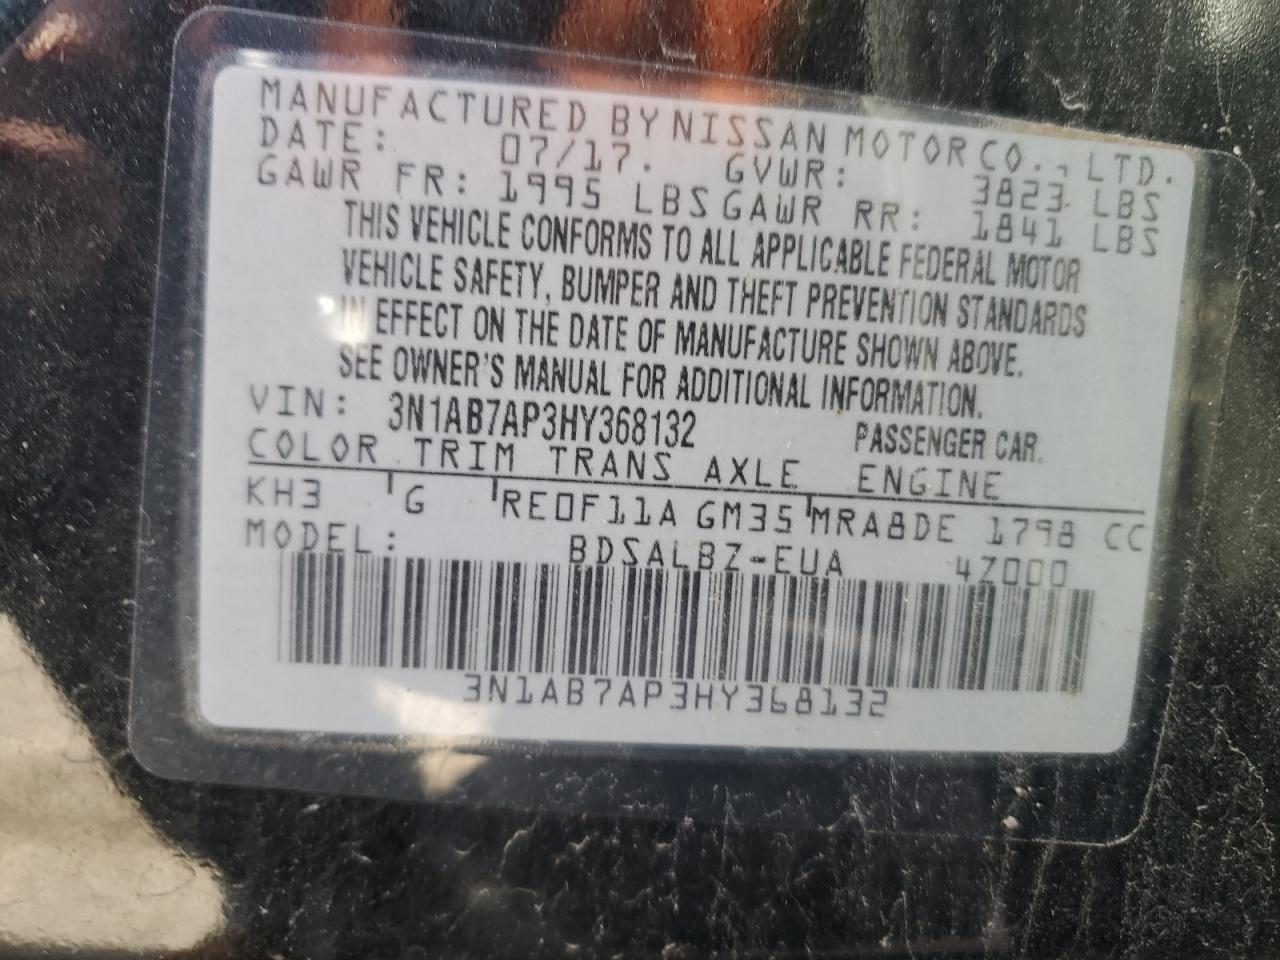 MANUFACTURED BY NISSAN MOTOR CO., LTD.
DATE: 07/17. GVWR: 3823 LBS
GAWR FR: 1995 LBS GAWR RR: 1841 LBS
THIS VEHICLE CONFORMS TO ALL APPLICABLE FEDERAL MOTOR
VEHICLE SAFETY, BUMPER AND THEFT PREVENTION STANDARDS
IN EFFECT ON THE DATE OF MANUFACTURE SHOWN ABOVE.
SEE OWNER'S MANUAL FOR ADDITIONAL INFORMATION.
VIN: 3N1AB7AP3HY368132 PASSENGER CAR.
COLOR TRIM TRANS AXLE ENGINE
KH3 G RE0F11A GM35 MRA8DE 1798 CC
MODEL: BDSALBZ-EUA 4Z000
3N1AB7AP3HY368132